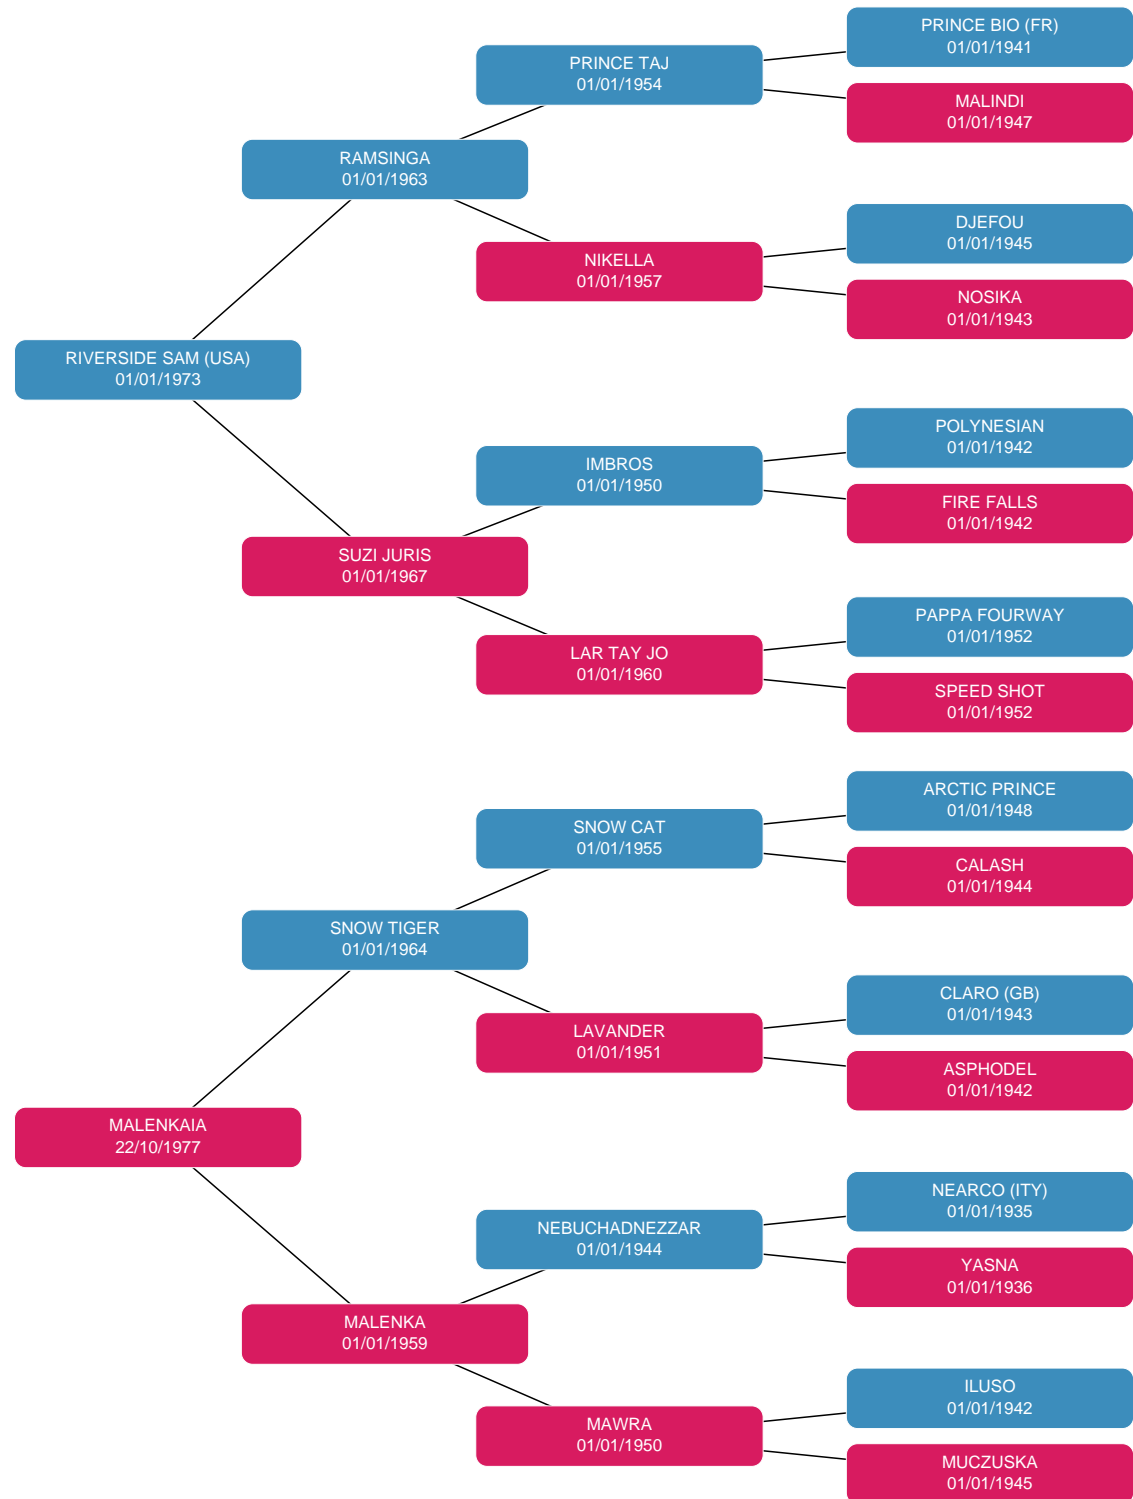 PRINCE BIO (FR)
01/01/1941
PRINCE TAJ
01/01/1954
MALINDI
01/01/1947
RAMSINGA
01/01/1963
DJEFOU
01/01/1945
NIKELLA
01/01/1957
NOSIKA
01/01/1943
RIVERSIDE SAM (USA)
01/01/1973
POLYNESIAN
01/01/1942
IMBROS
01/01/1950
FIRE FALLS
01/01/1942
SUZI JURIS
01/01/1967
PAPPA FOURWAY
01/01/1952
LAR TAY JO
01/01/1960
SPEED SHOT
01/01/1952
ARCTIC PRINCE
01/01/1948
SNOW CAT
01/01/1955
CALASH
01/01/1944
SNOW TIGER
01/01/1964
CLARO (GB)
01/01/1943
LAVANDER
01/01/1951
ASPHODEL
01/01/1942
MALENKAIA
22/10/1977
NEARCO (ITY)
01/01/1935
NEBUCHADNEZZAR
01/01/1944
YASNA
01/01/1936
MALENKA
01/01/1959
ILUSO
01/01/1942
MAWRA
01/01/1950
MUCZUSKA
01/01/1945